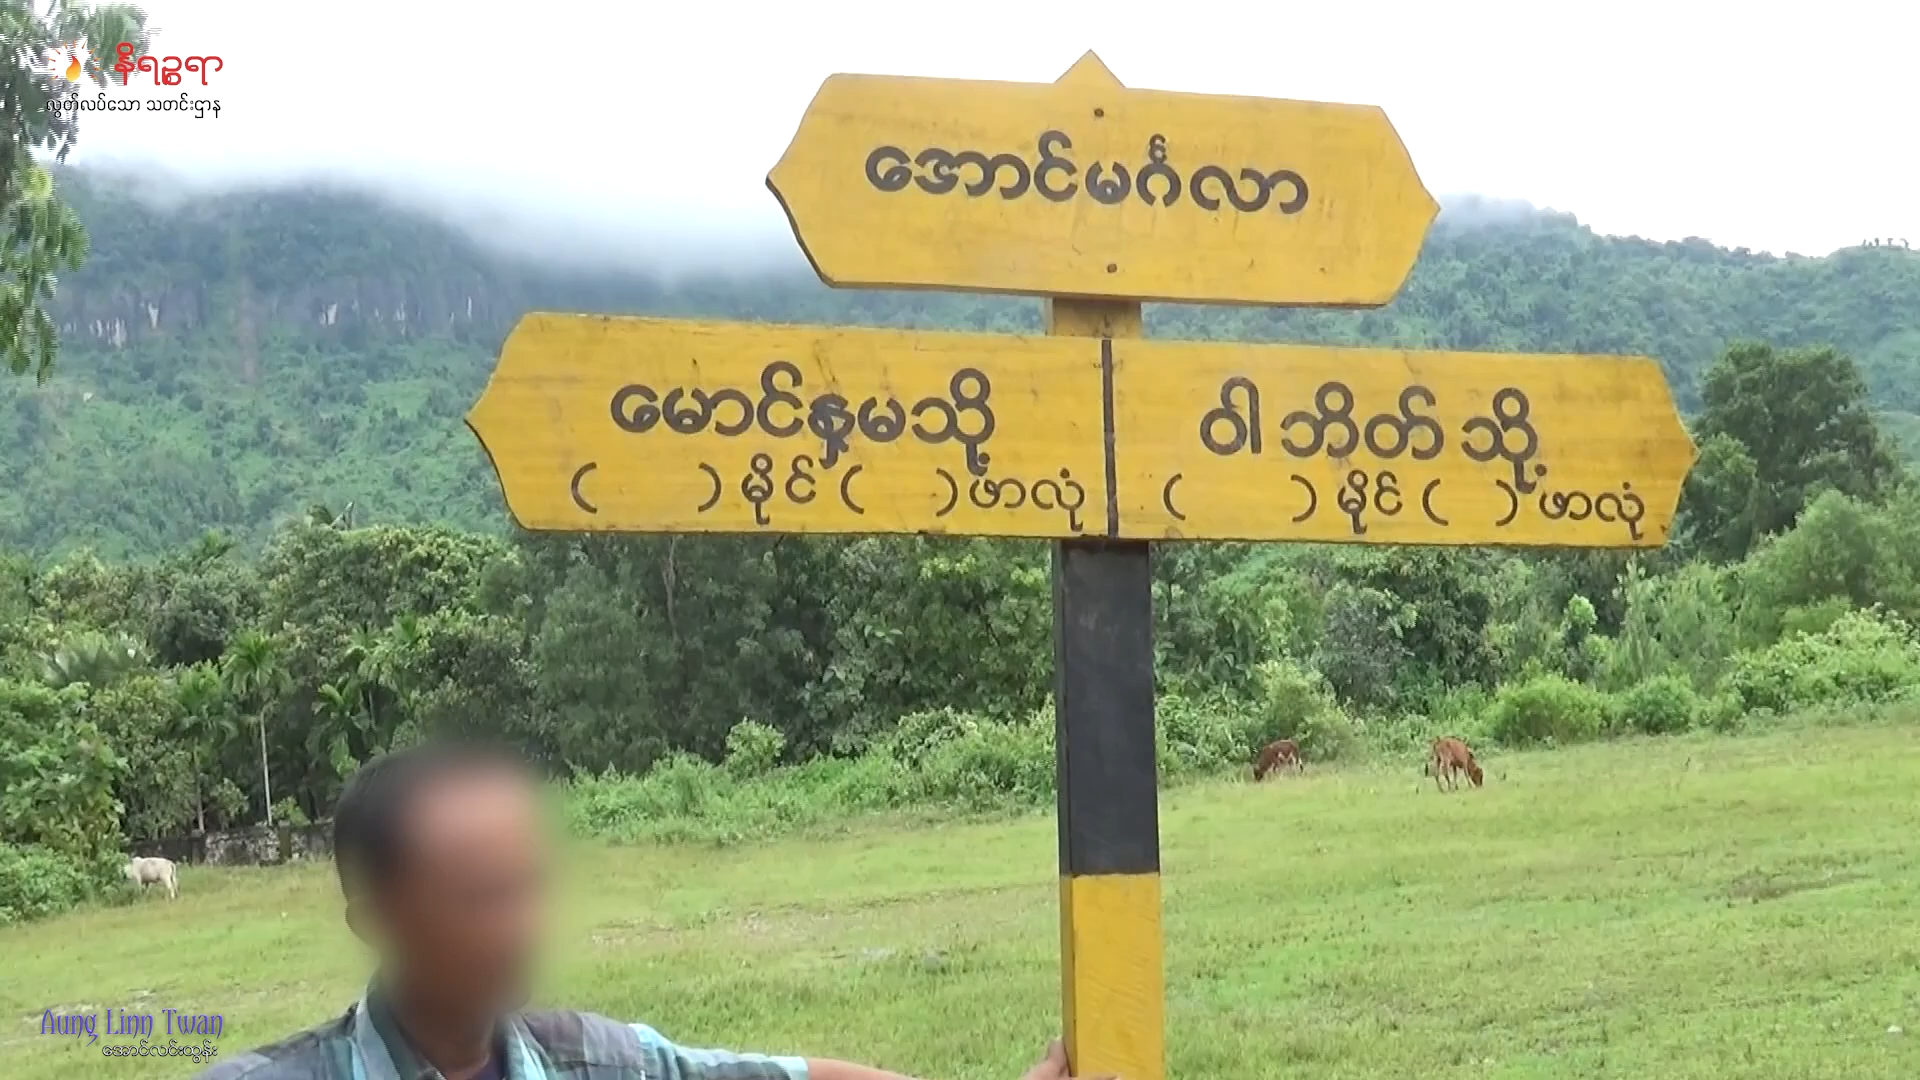 နိရဉ္စရာ
လွတ်လပ်သော သတင်းဌာန
အောင်မင်္ဂလာ
မောင်နှမသို့
( ) မိုင် ( ) ဖာလုံ
ဝါဘိတ်သို့
( ) မိုင် ( ) ဖာလုံ
Aung Linn Twan
အောင်လင်းထွန်း